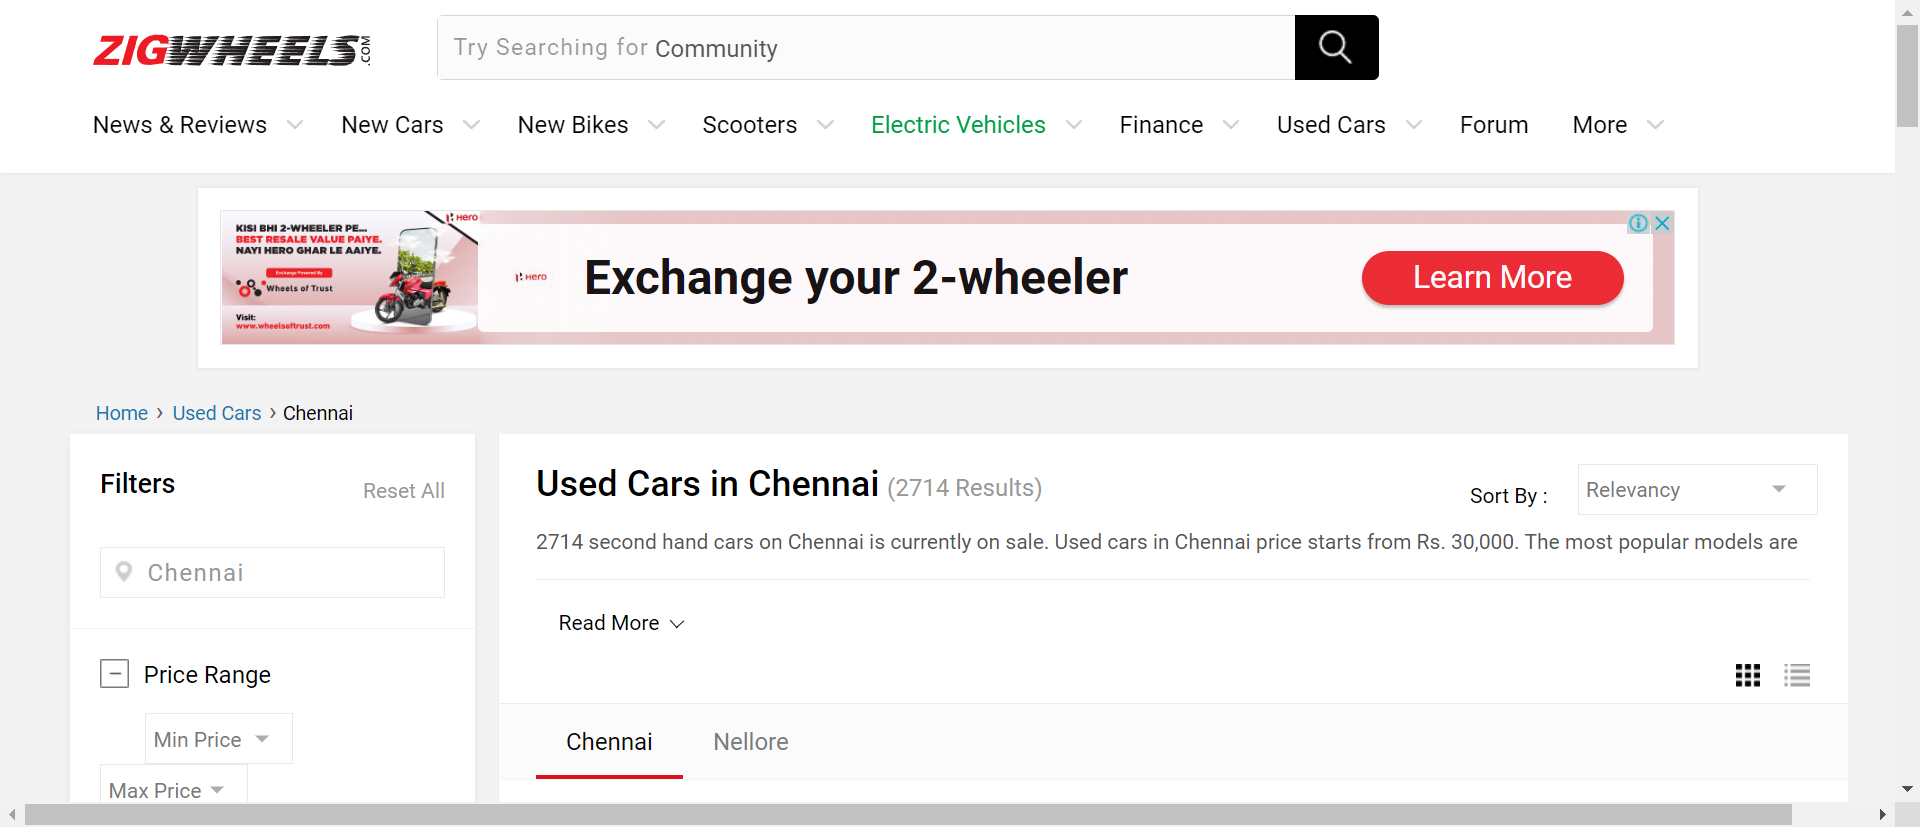 ZIGWHEELS.COM
Try Searching for Community
News & Reviews New Cars New Bikes Scooters Electric Vehicles Finance Used Cars Forum More
KISI BHI 2-WHEELER PE...
BEST RESALE VALUE PAIYE.
NAYI HERO GHAR LE AAIYE.
Hero
Exchange Powered By
Wheels of Trust
Visit:
www.wheelsoftrust.com
Hero
Exchange your 2-wheeler
Learn More
Home › Used Cars › Chennai
Filters
Reset All
Chennai
Price Range
Min Price
Max Price
Used Cars in Chennai (2714 Results)
Sort By :
Relevancy
2714 second hand cars on Chennai is currently on sale. Used cars in Chennai price starts from Rs. 30,000. The most popular models are
Read More
Chennai Nellore